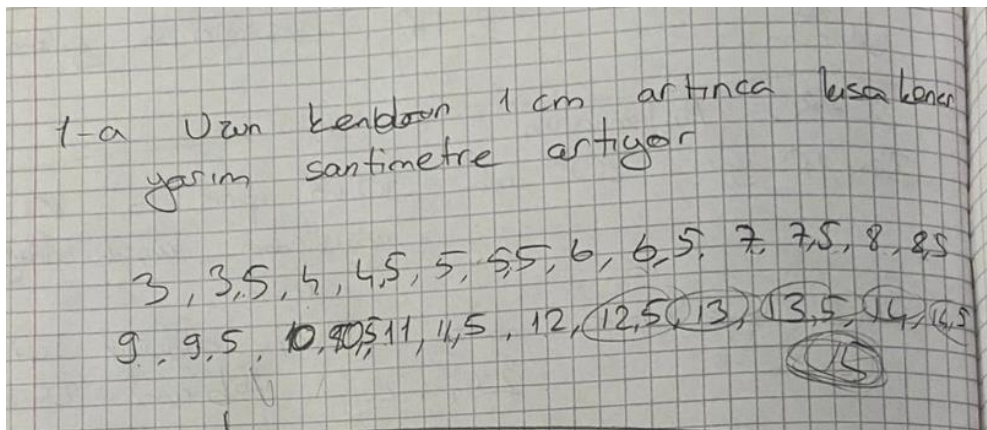 1-a Uzun kenardan 1 cm artınca kısa kenar
yarım santimetre artıyor
3, 3,5, 4, 4,5, 5, 5,5, 6, 6,5, 7, 7,5, 8, 8,5
9, 9,5, 10, 10,5, 11, 11,5, 12, 12,5, 13, 13,5, 14, 14,5
15